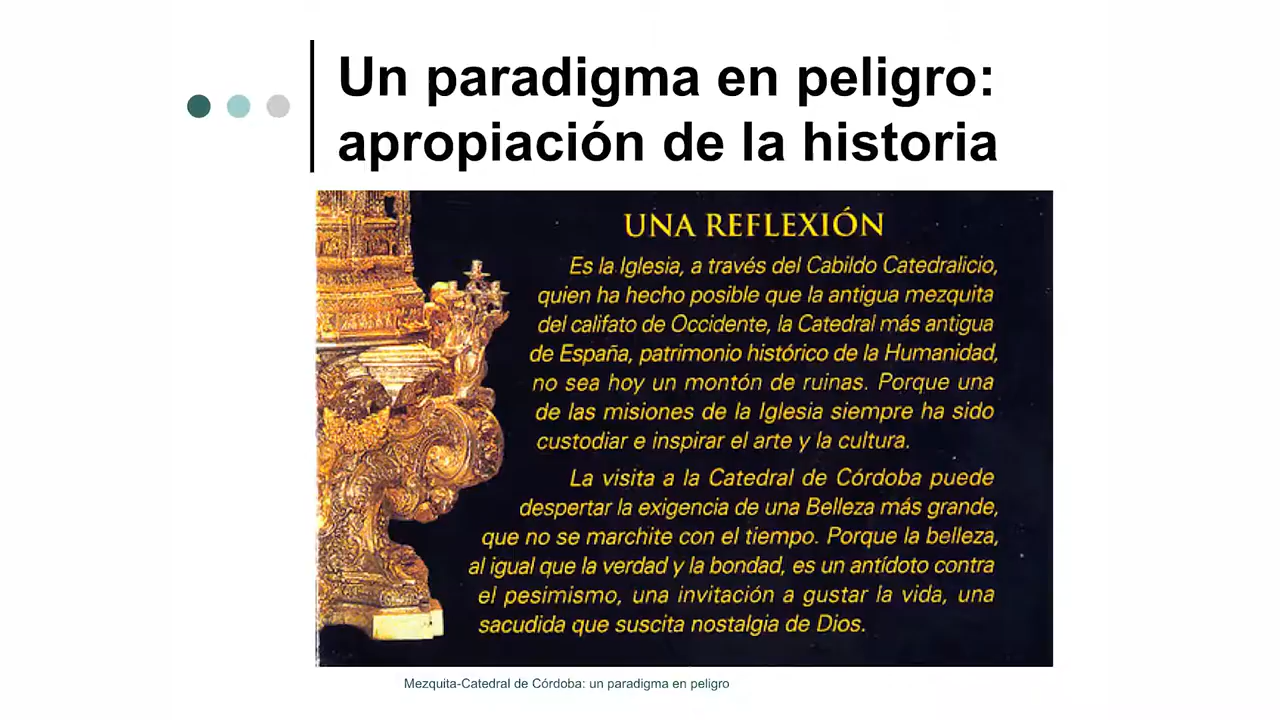 Un paradigma en peligro:
apropiación de la historia
UNA REFLEXIÓN
Es la Iglesia, a través del Cabildo Catedralicio,
quien ha hecho posible que la antigua mezquita
del califato de Occidente, la Catedral más antigua
de España, patrimonio histórico de la Humanidad,
no sea hoy un montón de ruinas. Porque una
de las misiones de la Iglesia siempre ha sido
custodiar e inspirar el arte y la cultura.
La visita a la Catedral de Córdoba puede
despertar la exigencia de una Belleza más grande,
que no se marchite con el tiempo. Porque la belleza,
al igual que la verdad y la bondad, es un antídoto contra
el pesimismo, una invitación a gustar la vida, una
sacudida que suscita nostalgia de Dios.
Mezquita-Catedral de Córdoba: un paradigma en peligro